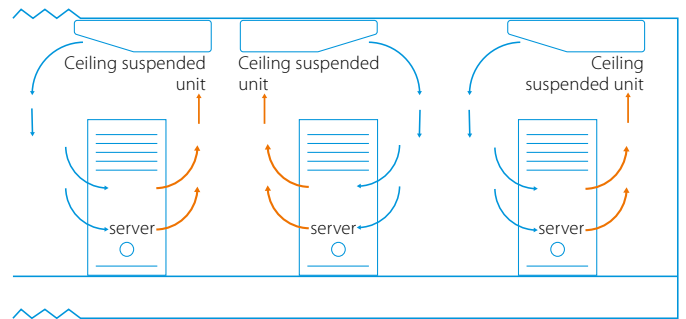 Ceiling suspended
unit
Ceiling suspended
unit
Ceiling
suspended unit
server
server
server